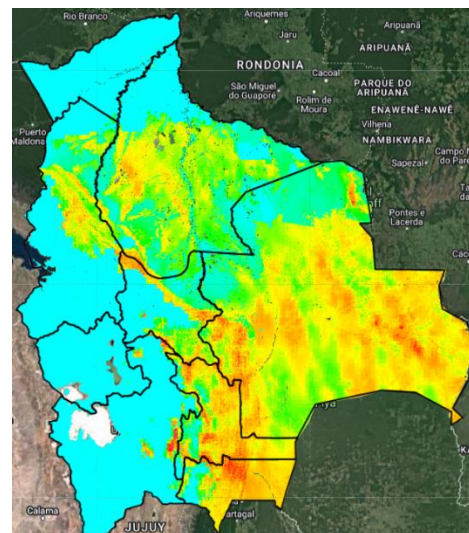 Rio Branco
Ariquemes
Jaru
Aripuanã
RONDONIA
ARIPUANÃ
Cacoal
PARQUE DO
ARIPUANÃ
São Miguel
do Guaporé
Rolim de
Moura
ENAWENÊ-NAWÊ
Vilhena
NAMBIKWARA
Campo N
do Pare
Puerto
Maldona
Sapezal
Pontes e
Lacerda
Các
Calama
JUJUY
artagal